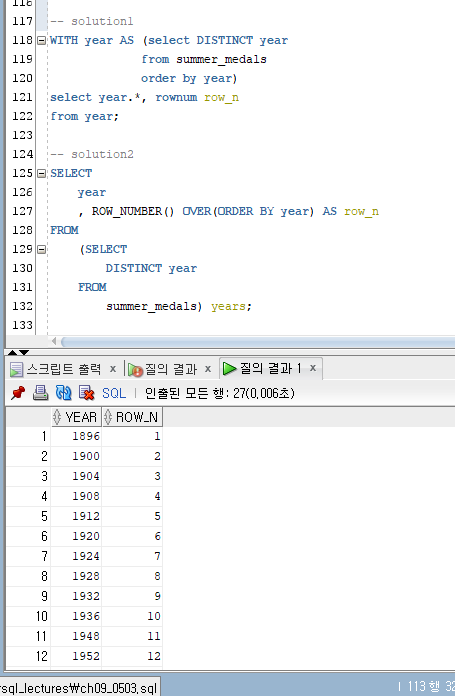 116
117 -- solution1
118 WITH year AS (select DISTINCT year
119 from summer_medals
120 order by year)
121 select year.*, rownum row_n
122 from year;
123
124 -- solution2
125 SELECT
126 year
127 , ROW_NUMBER() OVER(ORDER BY year) AS row_n
128 FROM
129 (SELECT
130 DISTINCT year
131 FROM
132 summer_medals) years;
133
스크립트 출력 x 질의 결과 x 질의 결과 1 x
SQL | 인출된 모든 행: 27(0,006초)
YEAR ROW_N
1 1896 1
2 1900 2
3 1904 3
4 1908 4
5 1912 5
6 1920 6
7 1924 7
8 1928 8
9 1932 9
10 1936 10
11 1948 11
12 1952 12
sql_lectures\ch09_0503.sql | 113 행 32